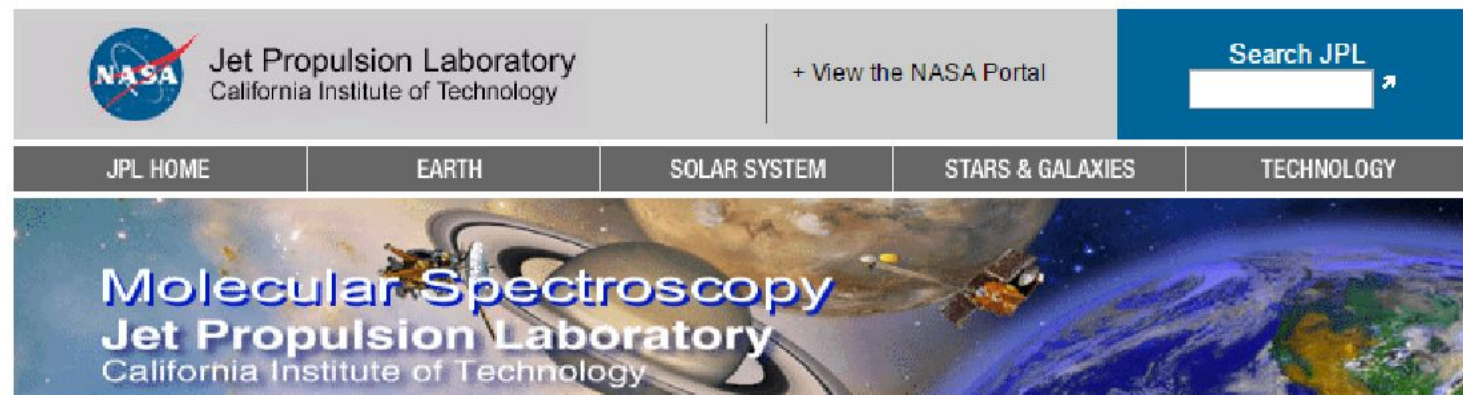 NASA
Jet Propulsion Laboratory
California Institute of Technology
+ View the NASA Portal
Search JPL
JPL HOME
EARTH
SOLAR SYSTEM
STARS & GALAXIES
TECHNOLOGY
Molecular Spectroscopy
Jet Propulsion Laboratory
California Institute of Technology